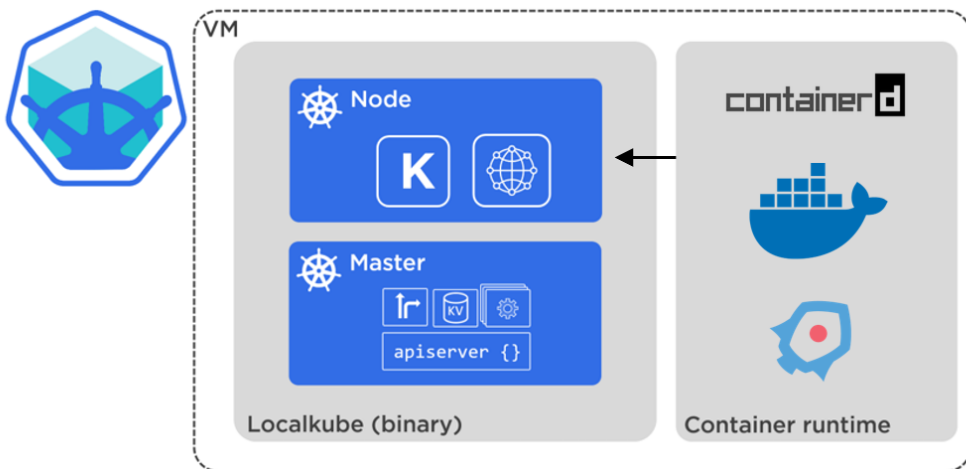 VM
Node
K
Master
KV
apiserver {}
Localkube (binary)
containerd
Container runtime